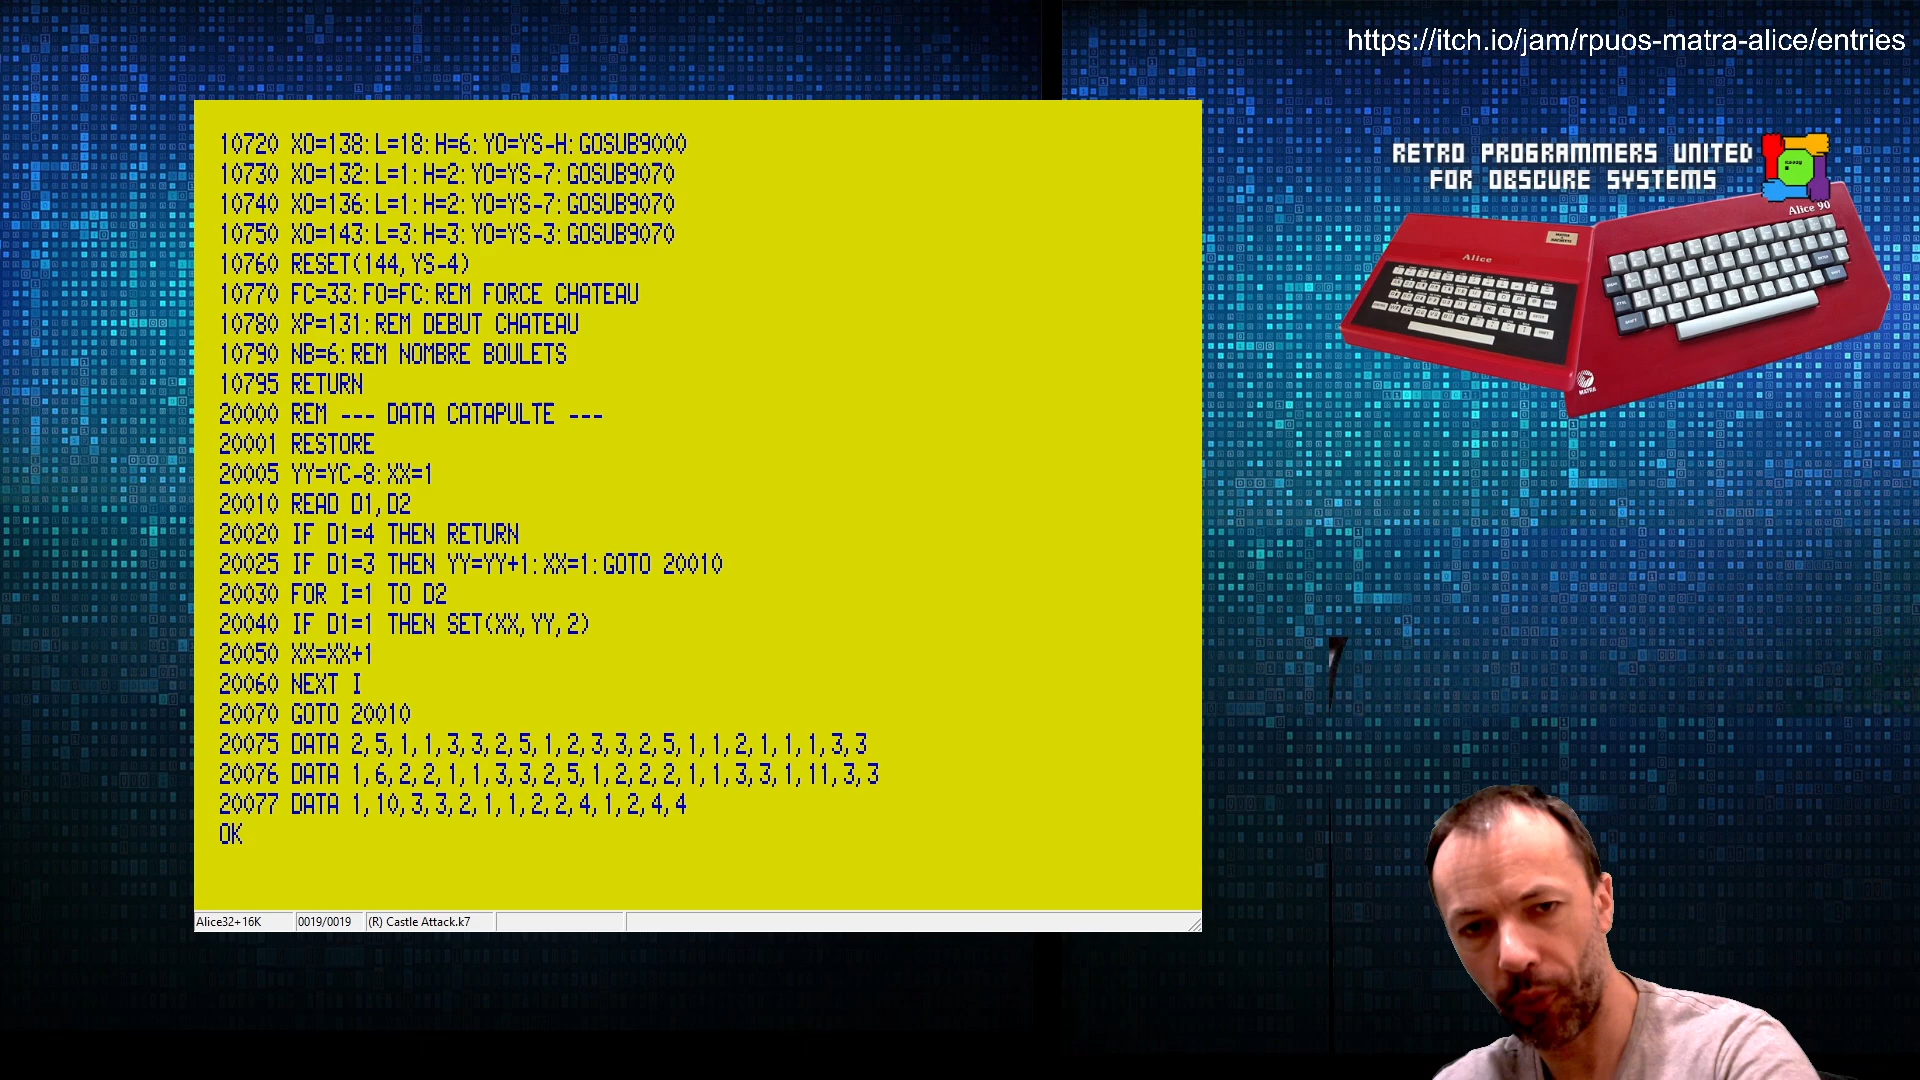 https://itch.io/jam/rpuos-matra-alice/entries
RETRO PROGRAMMERS UNITED
FOR OBSCURE SYSTEMS
Alice 90
Alice
MATRA
10720 XO=138:L=18:H=6:YO=YS-H:GOSUB9000
10730 XO=132:L=1:H=2:YO=YS-7:GOSUB9070
10740 XO=136:L=1:H=2:YO=YS-7:GOSUB9070
10750 XO=143:L=3:H=3:YO=YS-3:GOSUB9070
10760 RESET(144,YS-4)
10770 FC=33:FO=FC:REM FORCE CHATEAU
10780 XP=131:REM DEBUT CHATEAU
10790 NB=6:REM NOMBRE BOULETS
10795 RETURN
20000 REM --- DATA CATAPULTE ---
20001 RESTORE
20005 YY=YC-8:XX=1
20010 READ D1,D2
20020 IF D1=4 THEN RETURN
20025 IF D1=3 THEN YY=YY+1:XX=1:GOTO 20010
20030 FOR I=1 TO D2
20040 IF D1=1 THEN SET(XX,YY,2)
20050 XX=XX+1
20060 NEXT I
20070 GOTO 20010
20075 DATA 2,5,1,1,3,3,2,5,1,2,3,3,2,5,1,1,2,1,1,1,3,3
20076 DATA 1,6,2,2,1,1,3,3,2,5,1,2,2,2,1,1,3,3,1,11,3,3
20077 DATA 1,10,3,3,2,1,1,2,2,4,1,2,4,4
OK
Alice32+16K
0019/0019
(R) Castle Attack.k7